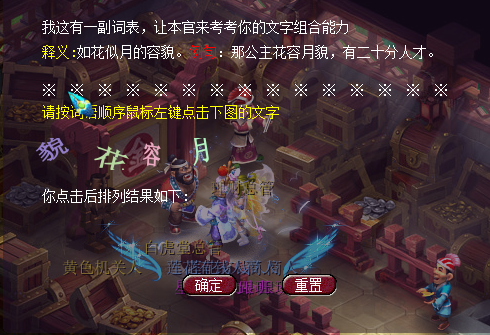 我这有一副词表，让本官来考考你的文字组合能力
释义:如花似月的容貌。：那公主花容月貌，有二十分人才。
※ ※ ※ ※ ※ ※ ※ ※ ※ ※ ※ ※ ※ ※ ※
请按词后顺序鼠标左键点击下图的文字
貌 花 容 月
你点击后排列结果如下：
白虎堂总管
黄色机关人
确定 重置